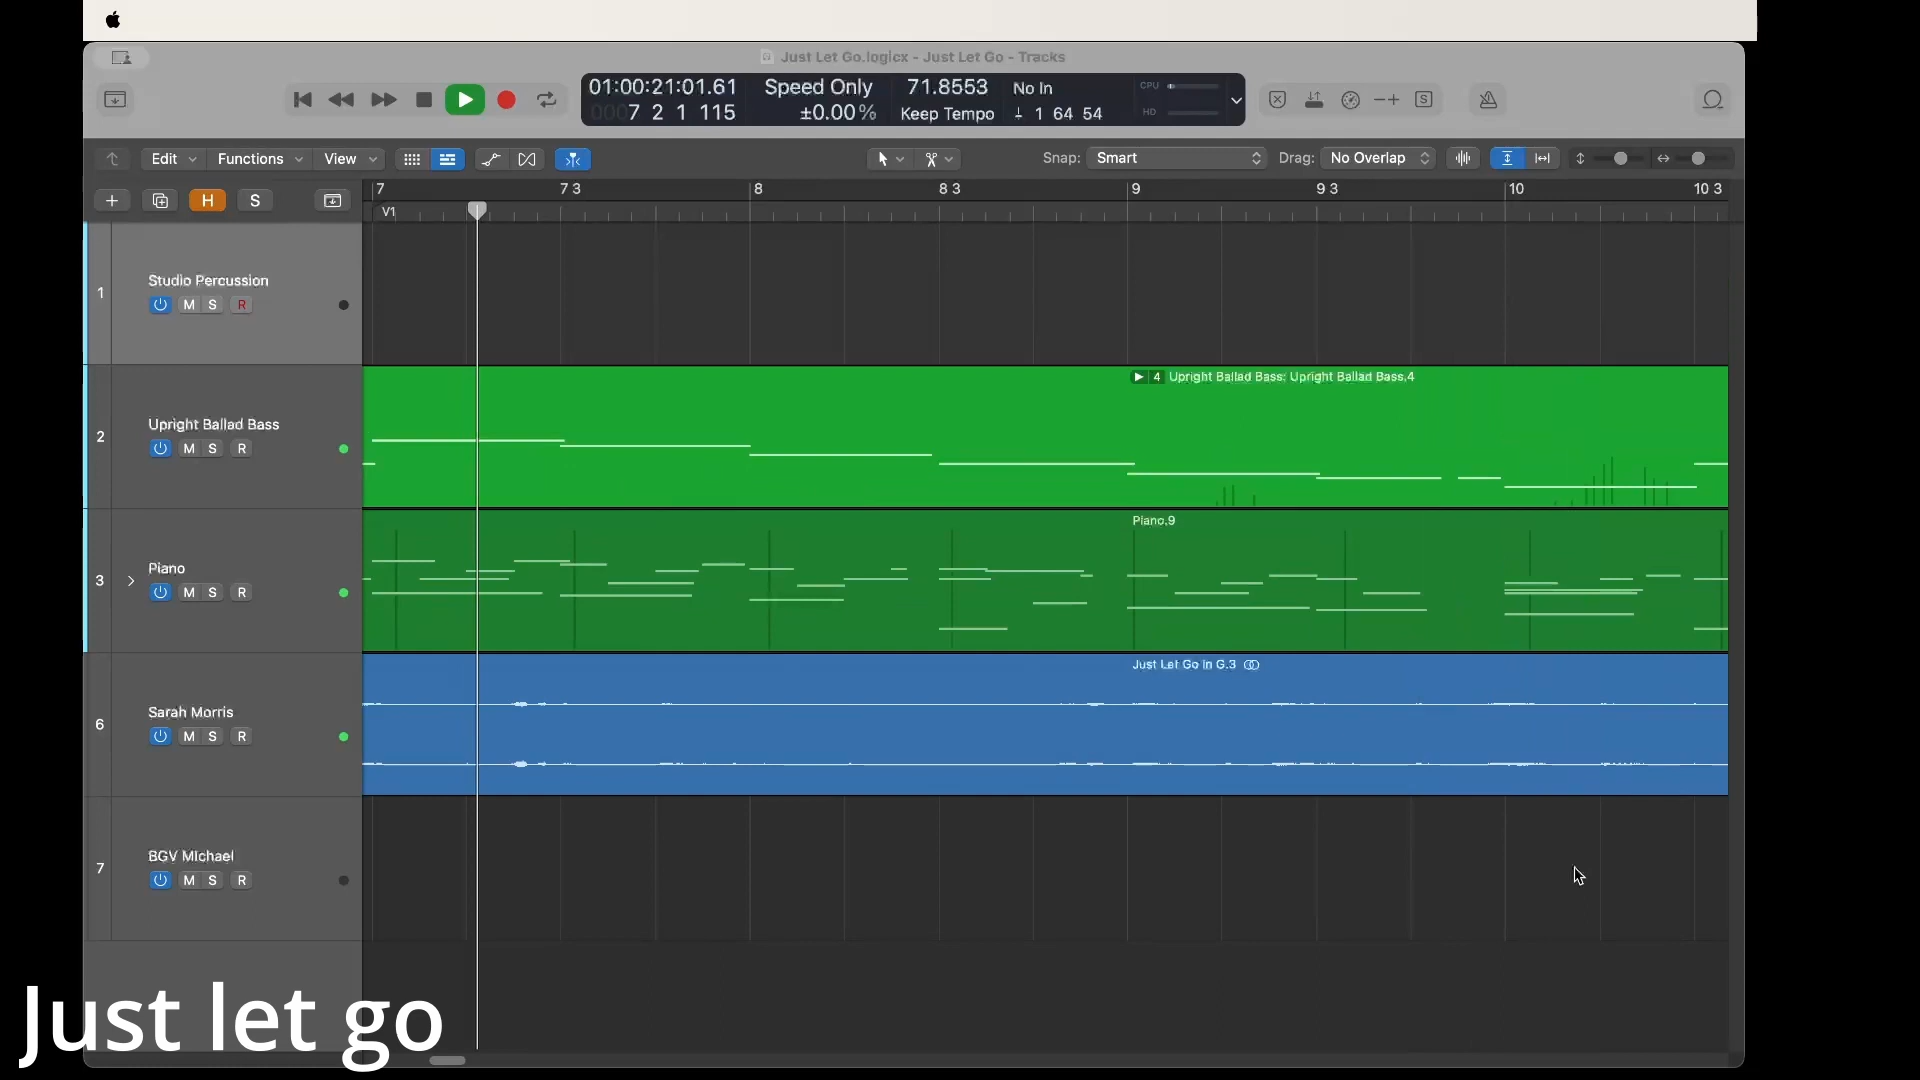 Just Let Go.logicx - Just Let Go - Tracks
01:00:21:01.61 Speed Only 71.8553 No In CPU
0007 2 1 115 ±0.00% Keep Tempo 1 64 54 HD
S
Edit Functions View Snap: Smart Drag: No Overlap
H S
7 7 3 8 8 3 9 9 3 10 10 3
V1
1 Studio Percussion
M S R
4 Upright Ballad Bass: Upright Ballad Bass.4
2 Upright Ballad Bass
M S R
Piano.9
3 Piano
M S R
Just Let Go in G.3
6 Sarah Morris
M S R
7 BGV Michael
M S R
Just let go